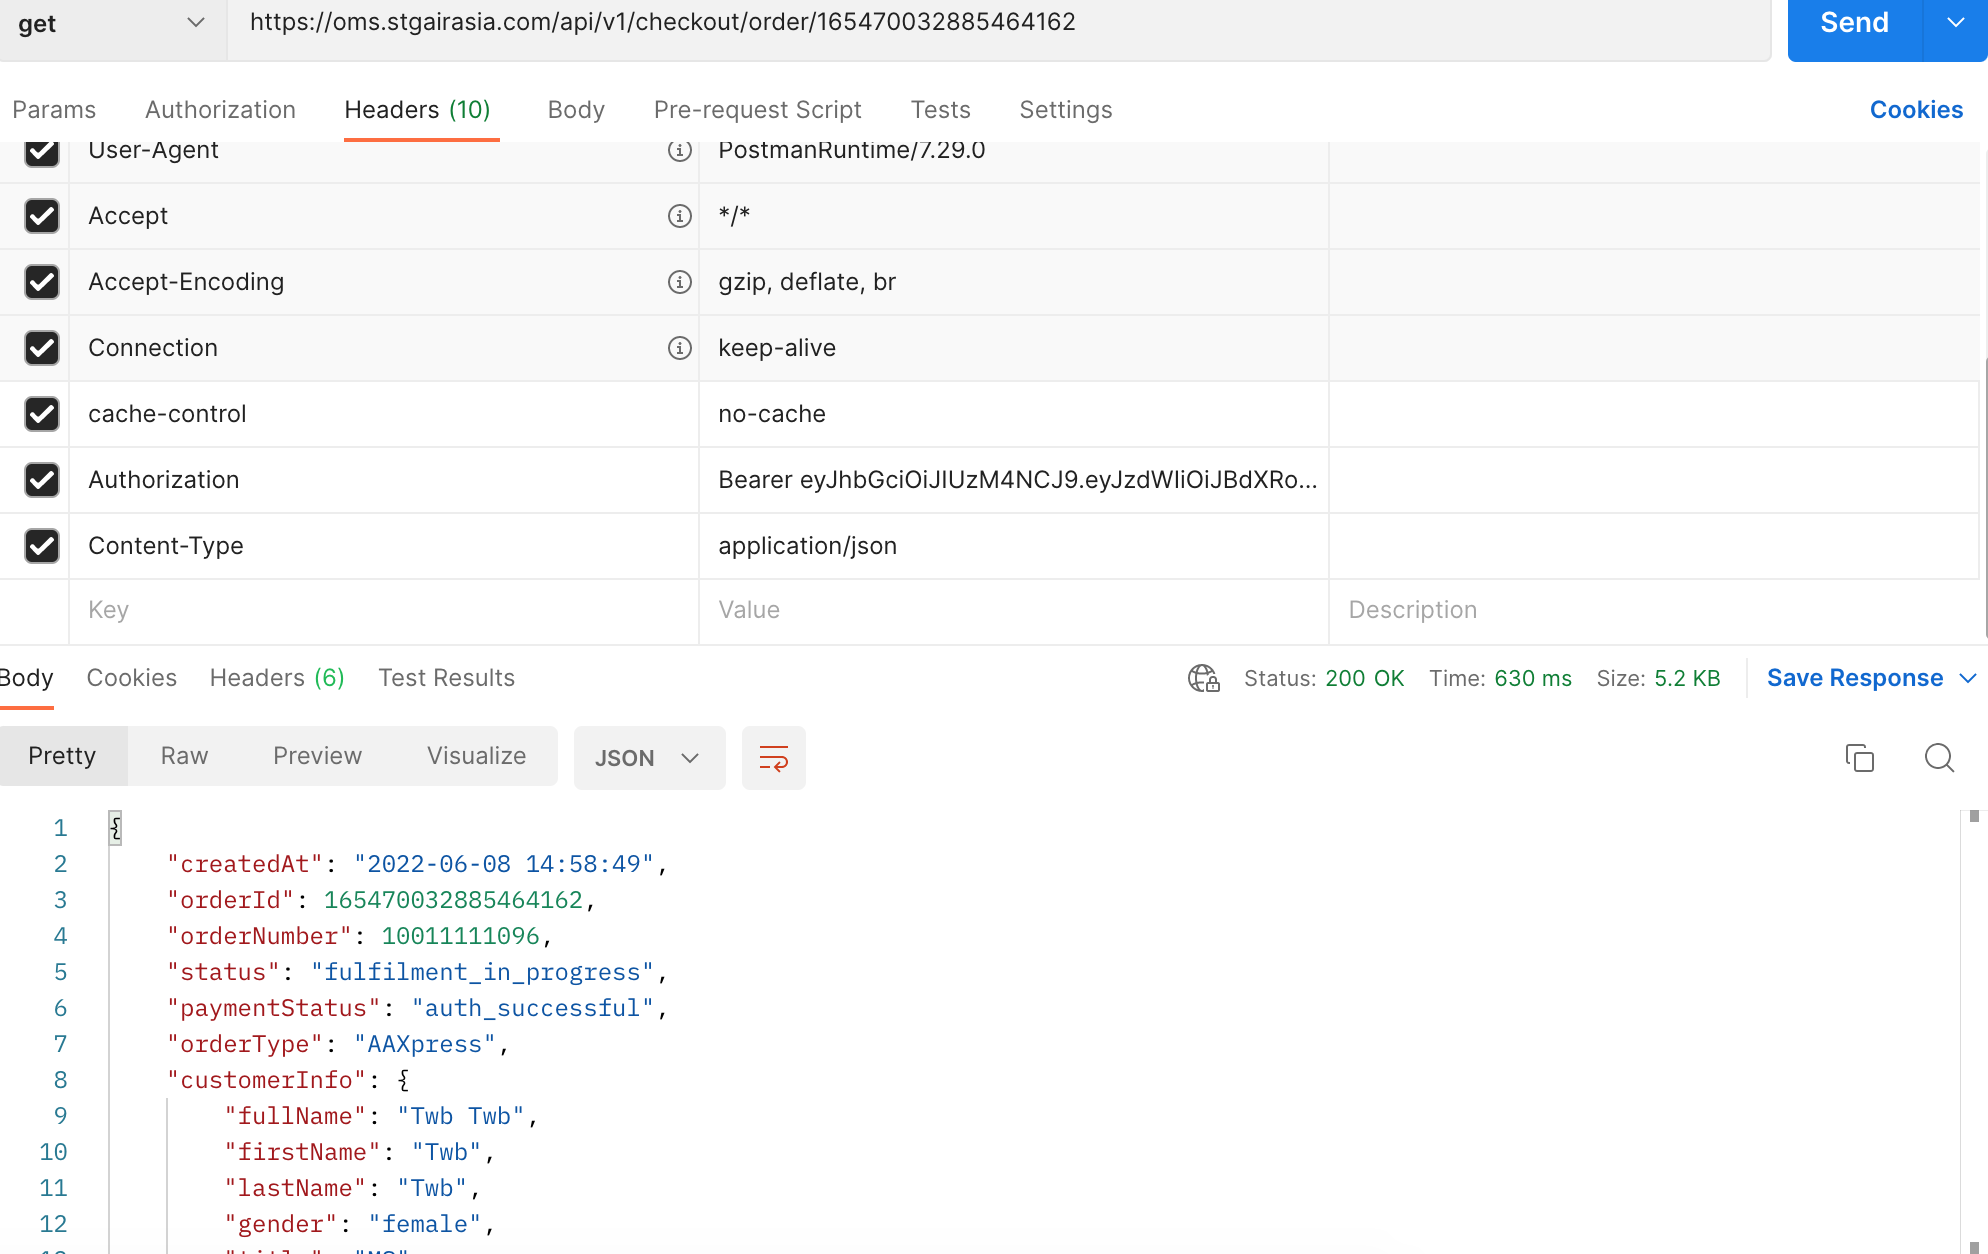 get https://oms.stgairasia.com/api/v1/checkout/order/165470032885464162 Send
Params Authorization Headers (10) Body Pre-request Script Tests Settings Cookies
User-Agent PostmanRuntime/7.29.0
Accept */*
Accept-Encoding gzip, deflate, br
Connection keep-alive
cache-control no-cache
Authorization Bearer eyJhbGciOiJIUzM4NCJ9.eyJzdWIiOiJBdXRo...
Content-Type application/json
Key Value Description
Body Cookies Headers (6) Test Results Status: 200 OK Time: 630 ms Size: 5.2 KB Save Response
Pretty Raw Preview Visualize JSON
1 {
2 "createdAt": "2022-06-08 14:58:49",
3 "orderId": 165470032885464162,
4 "orderNumber": 10011111096,
5 "status": "fulfilment_in_progress",
6 "paymentStatus": "auth_successful",
7 "orderType": "AAXpress",
8 "customerInfo": {
9 "fullName": "Twb Twb",
10 "firstName": "Twb",
11 "lastName": "Twb",
12 "gender": "female",